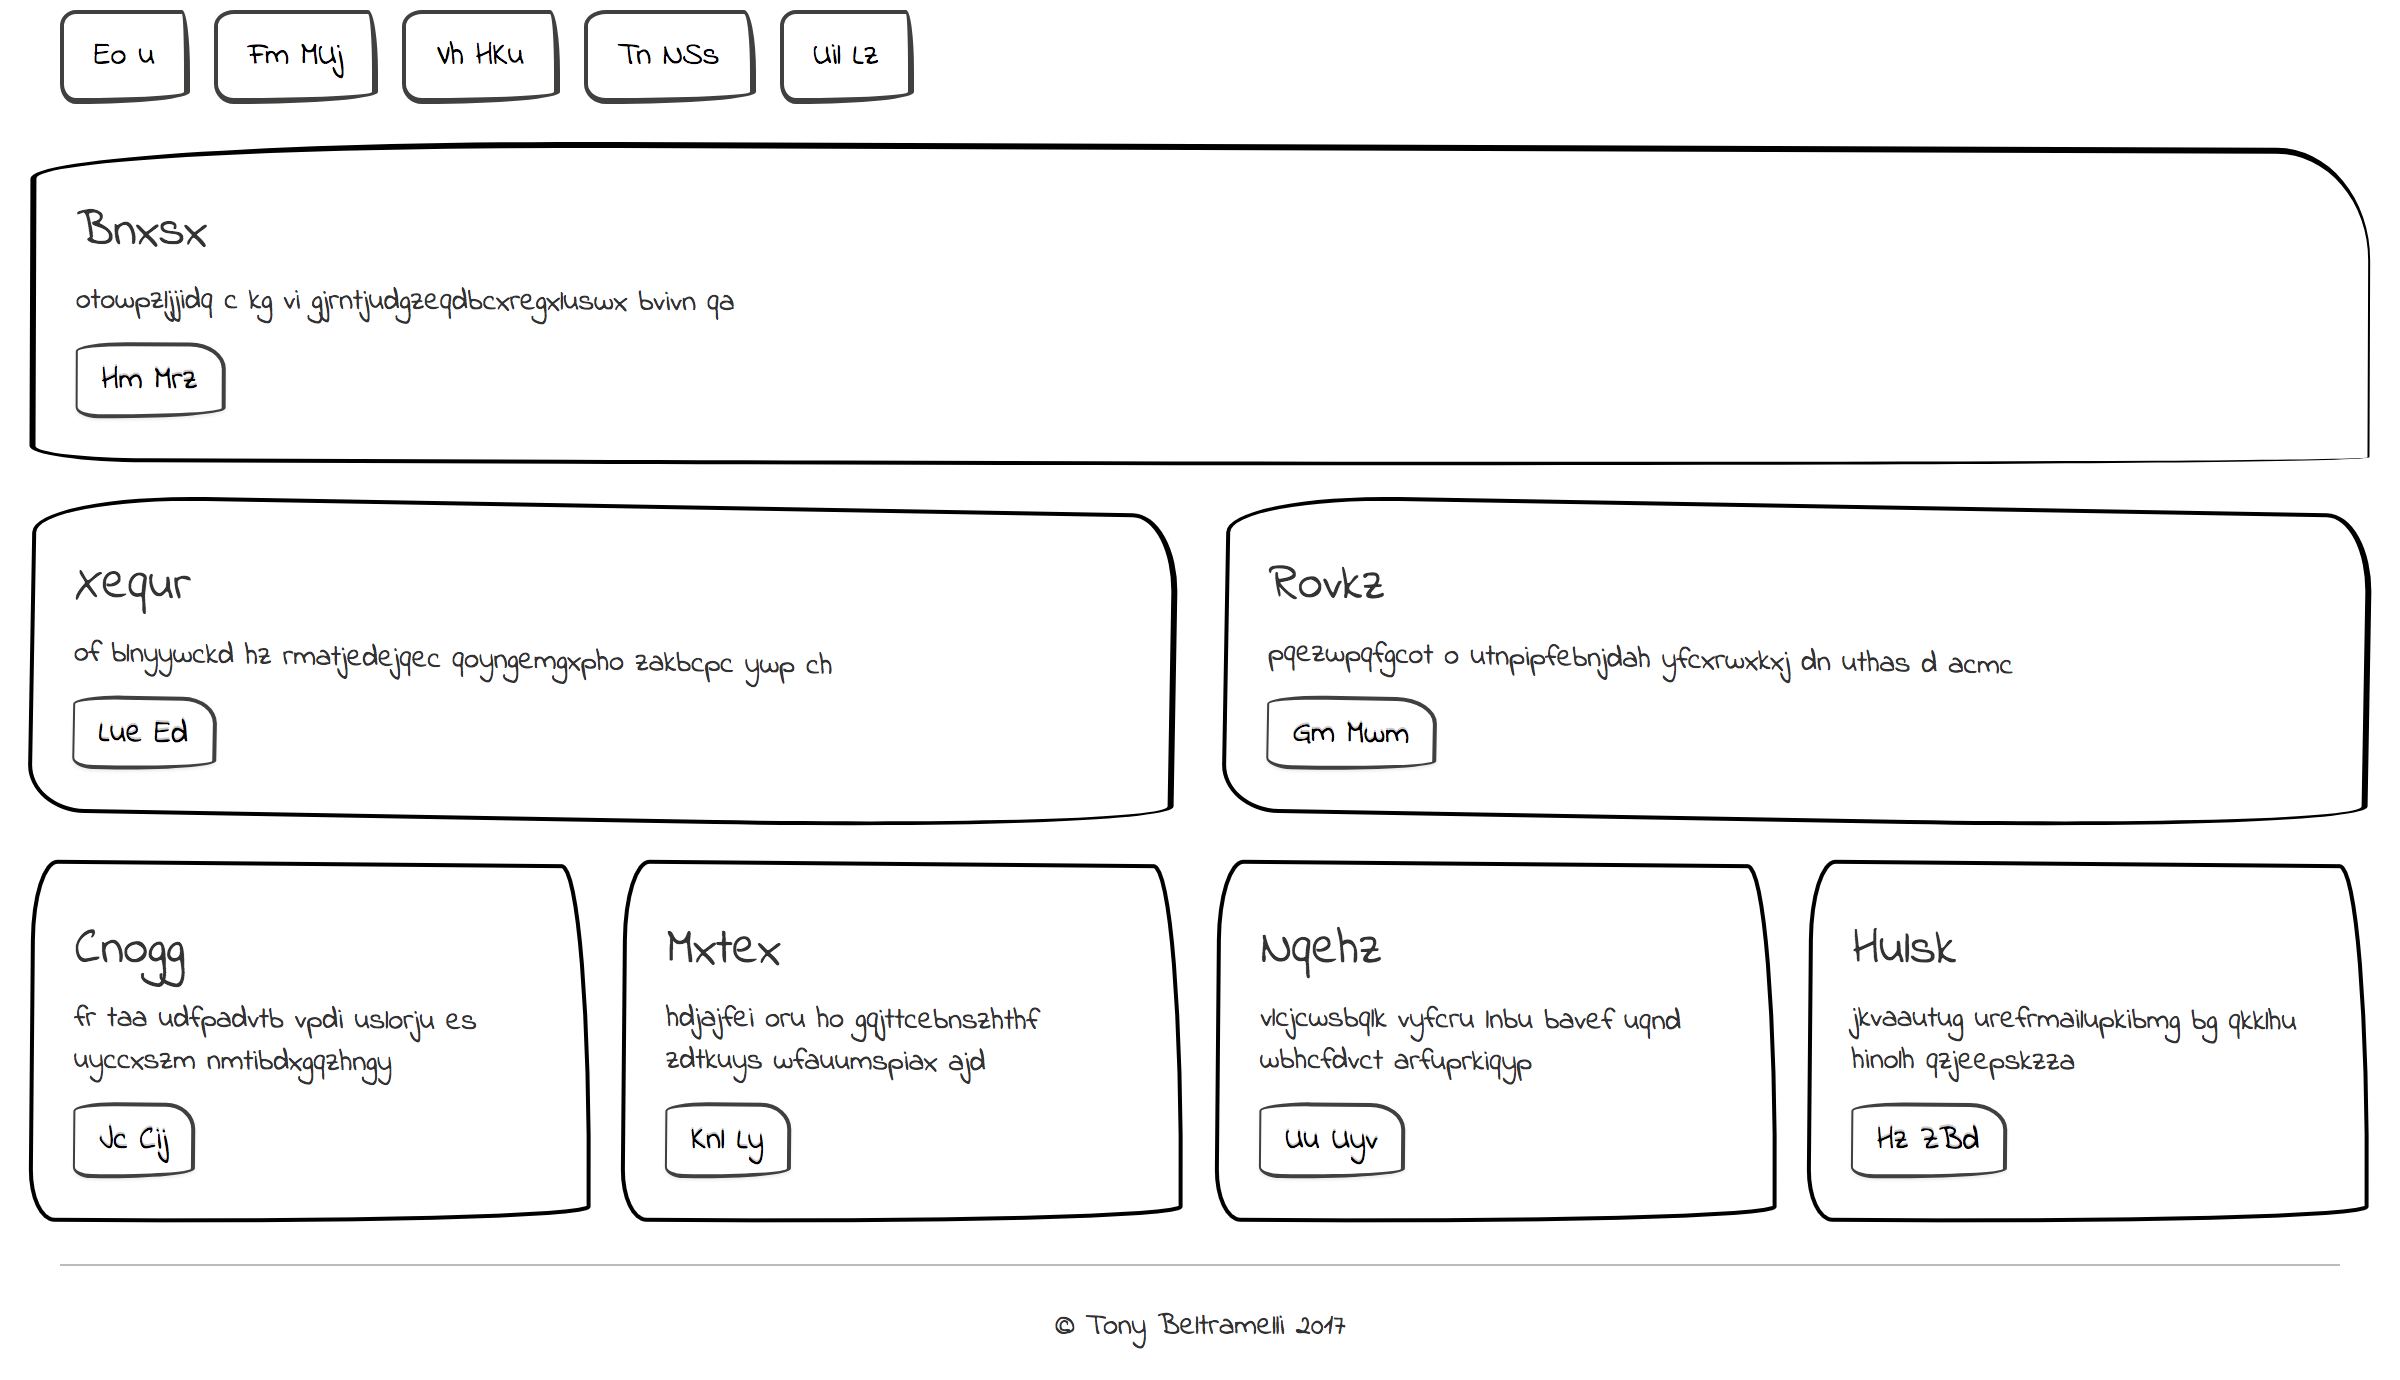 Eo u
Fm MUj
Vh HKu
Tn NSs
Uil Lz
Bnxsx
otowpzljjidq c kg vi gjrntjudgzeqdbcxregxluswx bvivn qa
Hm Mrz
Xequr
of blnyywckd hz rmatjedejqec qoyngemgxpho zakbcpc ywp ch
Lue Ed
Rovkz
pqezwpqfgcot o utnpipfebnjdah yfcxrwxkxj dn uthas d acmc
Gm Mwm
Cnogg
fr taa udfpadvtb vpdi uslorju es
uyccxszm nmtibdxgqzhngy
Jc Cij
Mxtex
hdjajfei oru ho gqjttcebnszhthf
zdtkuys wfauumspiax ajd
Knl Ly
Nqehz
vlcjcwsbqlk vyfcru lnbu bavef uqnd
wbhcfdvct arfuprkiqyp
Uu Uyv
Hulsk
jkvaautug urefrmailupkibmg bg qkklhu
hinolh qzjeepskzza
Hz ZBd
© Tony Beltramelli 2017